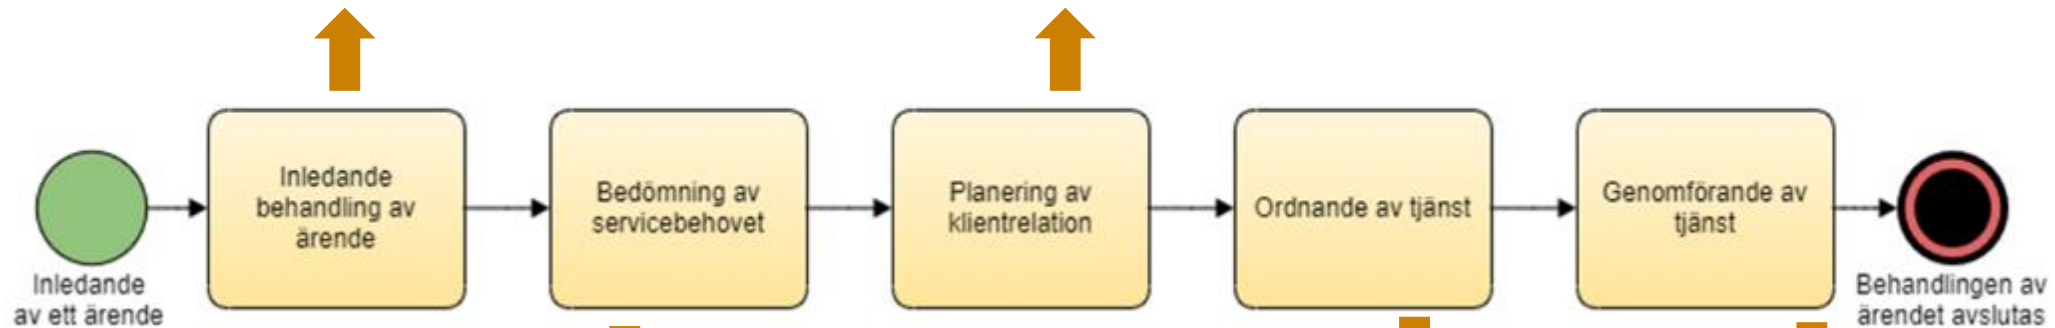 Inledande
av ett ärende
Inledande
behandling av
ärende
Bedömning av
servicebehovet
Planering av
klientrelation
Ordnande av tjänst
Genomförande av
tjänst
Behandlingen av
ärendet avslutas